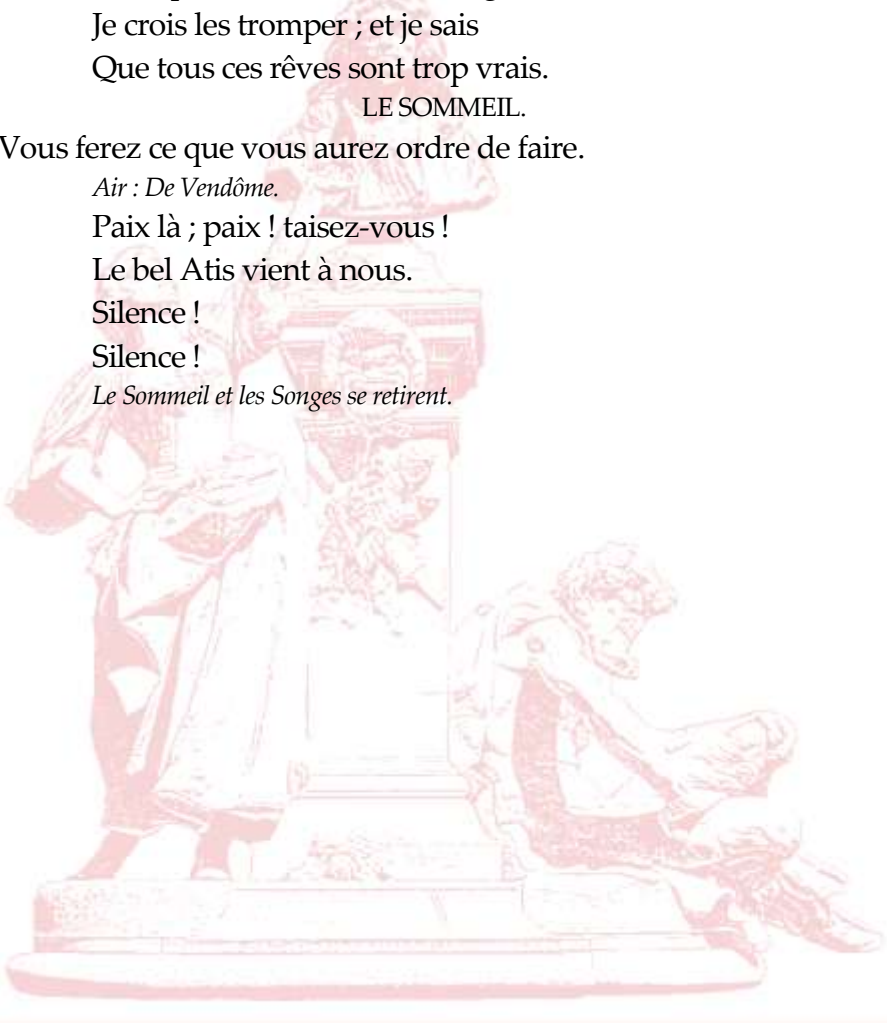 Je crois les tromper ; et je sais
Que tous ces rêves sont trop vrais.
LE SOMMEIL.
Vous ferez ce que vous aurez ordre de faire.
Air : De Vendôme.
Paix là ; paix ! taisez-vous !
Le bel Atis vient à nous.
Silence !
Silence !
Le Sommeil et les Songes se retirent.